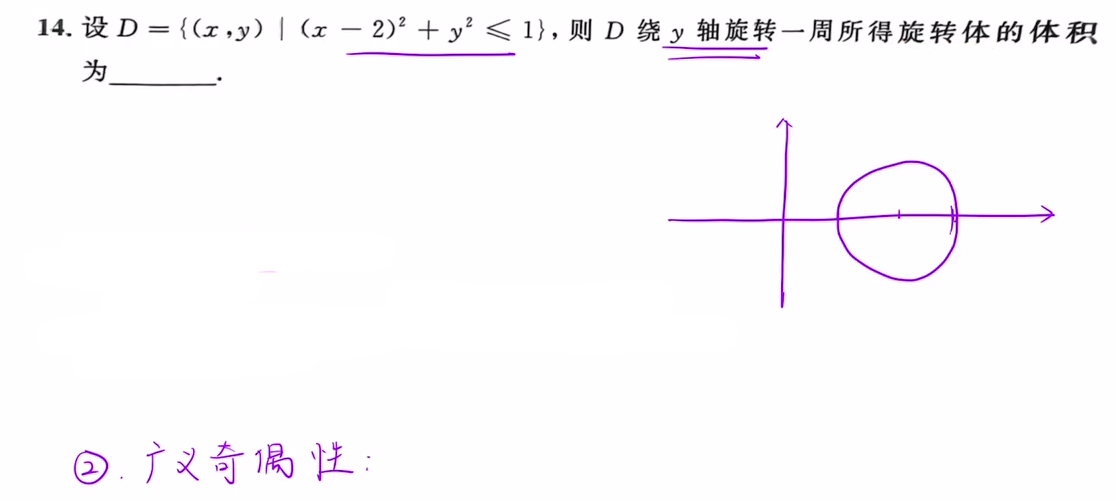 14. 设 D = {(x,y) | (x − 2)² + y² ≤ 1}, 则 D 绕 y 轴旋转一周所得旋转体的体积
为________.
②. 广义奇偶性: